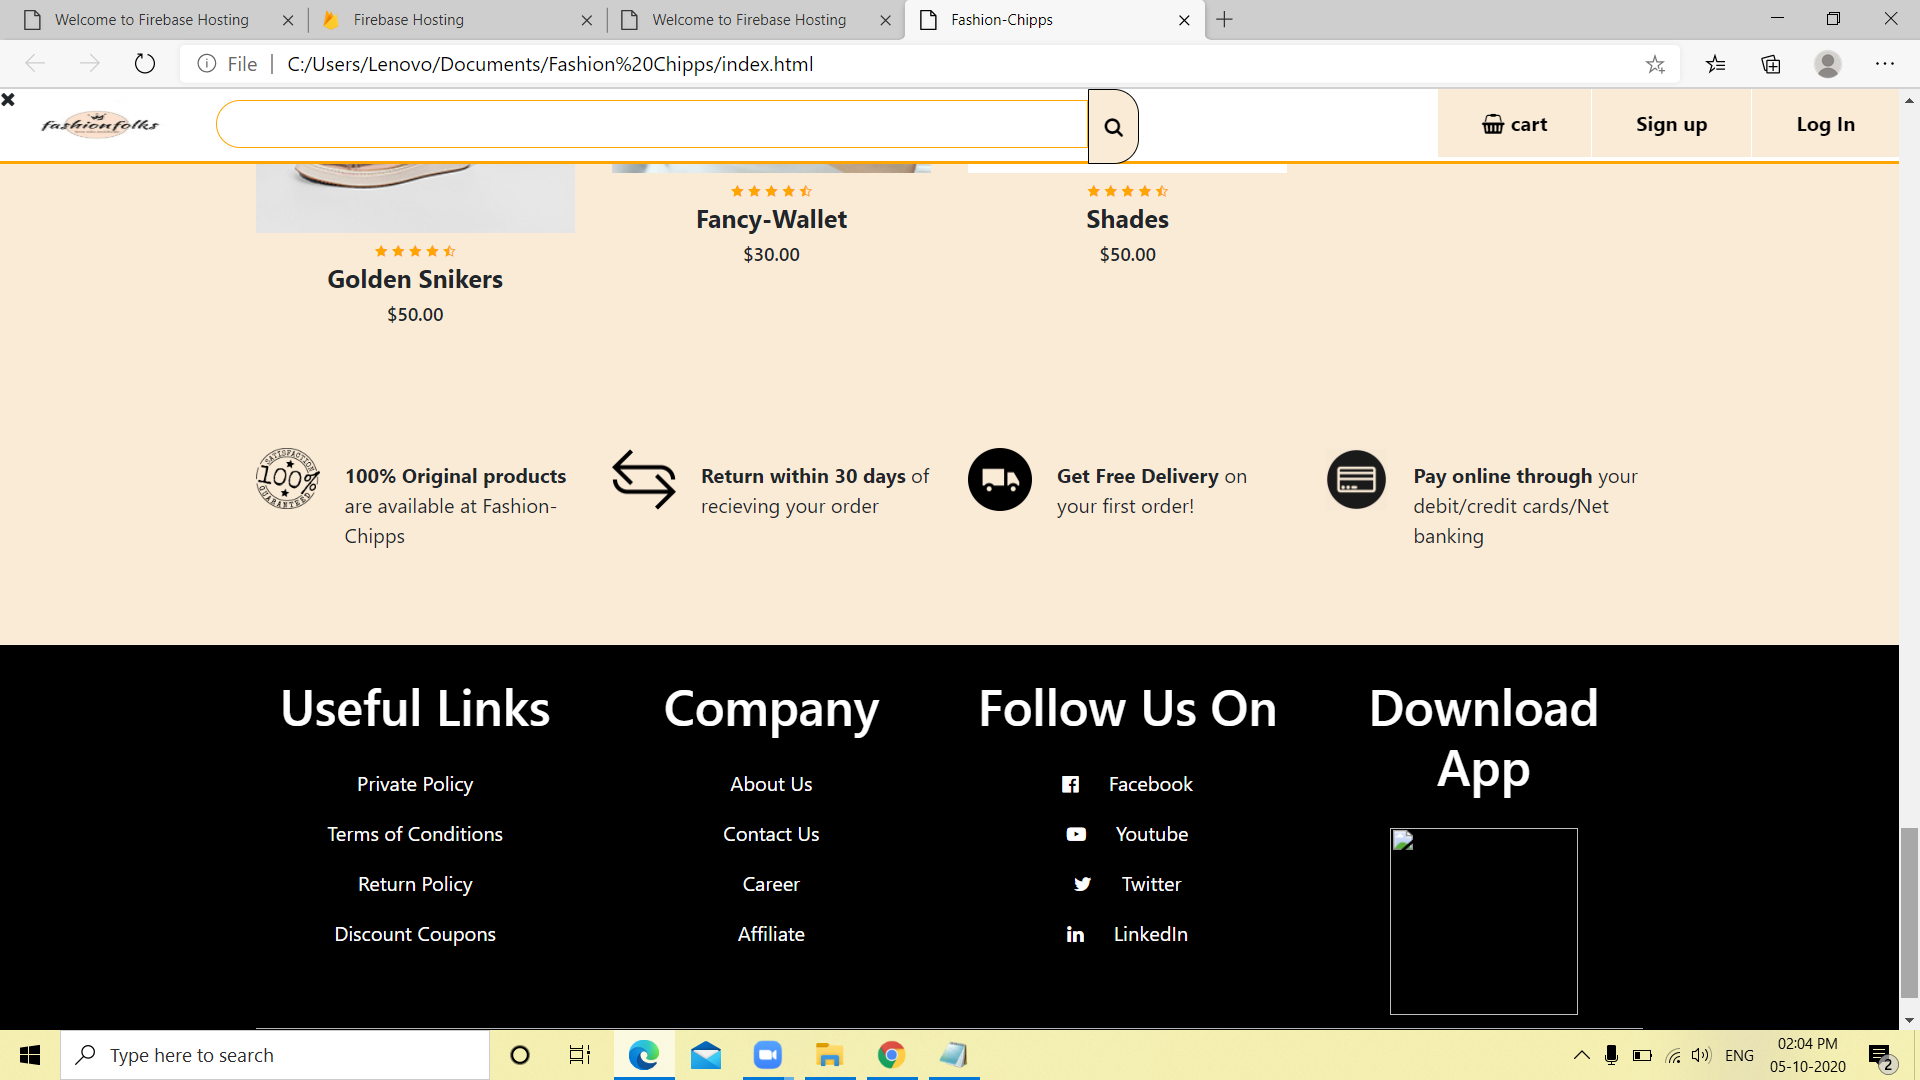 Welcome to Firebase Hosting
Firebase Hosting
Welcome to Firebase Hosting
Fashion-Chipps
File
C:/Users/Lenovo/Documents/Fashion%20Chipps/index.html
fashionfolks
cart
Sign up
Log In
Fancy-Wallet
Shades
$30.00
$50.00
Golden Snikers
$50.00
SATISFACTION
100%
GUARANTEED
100% Original products
are available at Fashion-
Chipps
Return within 30 days of
recieving your order
Get Free Delivery on
your first order!
Pay online through your
debit/credit cards/Net
banking
Useful Links
Company
Follow Us On
Download
App
Private Policy
About Us
Facebook
Terms of Conditions
Contact Us
Youtube
Return Policy
Career
Twitter
Discount Coupons
Affiliate
LinkedIn
Type here to search
ENG
02:04 PM
05-10-2020
2